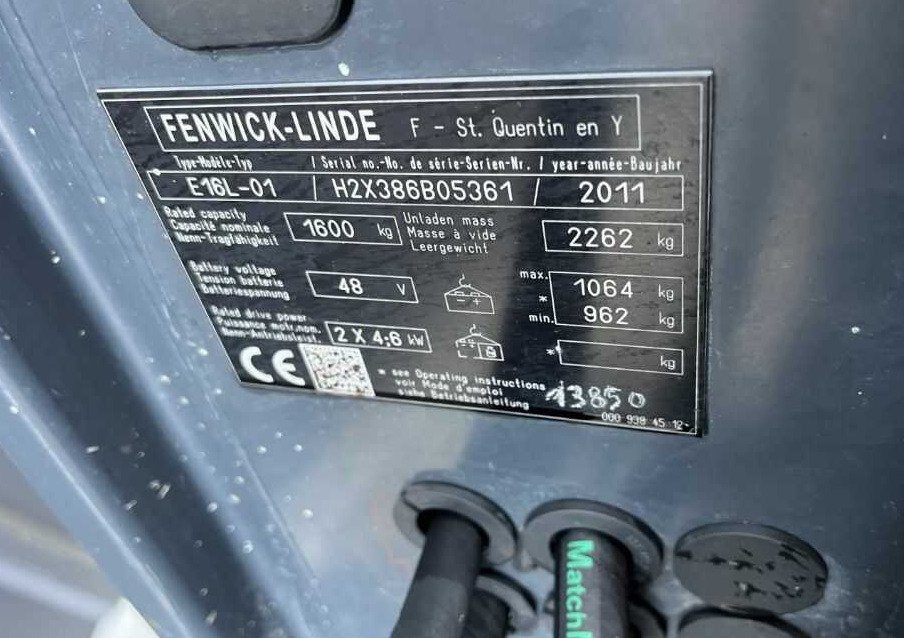 FENWICK-LINDE F - St. Quentin en Y
Type-Modèle-Typ / Serial no.-No. de série-Serien-Nr. / year-année-Baujahr
E16L-01 / H2X386B05361 / 2011
Rated capacity
Capacité nominale
Nenn-Tragfähigkeit
1600 kg
Unladen mass
Masse à vide
Leergewicht
2262 kg
Battery voltage
Tension batterie
Batteriespannung
48 V
- +
max. 1064 kg
*
min. 962 kg
Rated drive power
Puissance motr.nom.
Nenn-Antriebsleist.
2 X 4,6 kW
* kg
CE
* see Operating instructions
voir Mode d'emploi
siehe Betriebsanleitung
13850
000 938 45 12-
Match